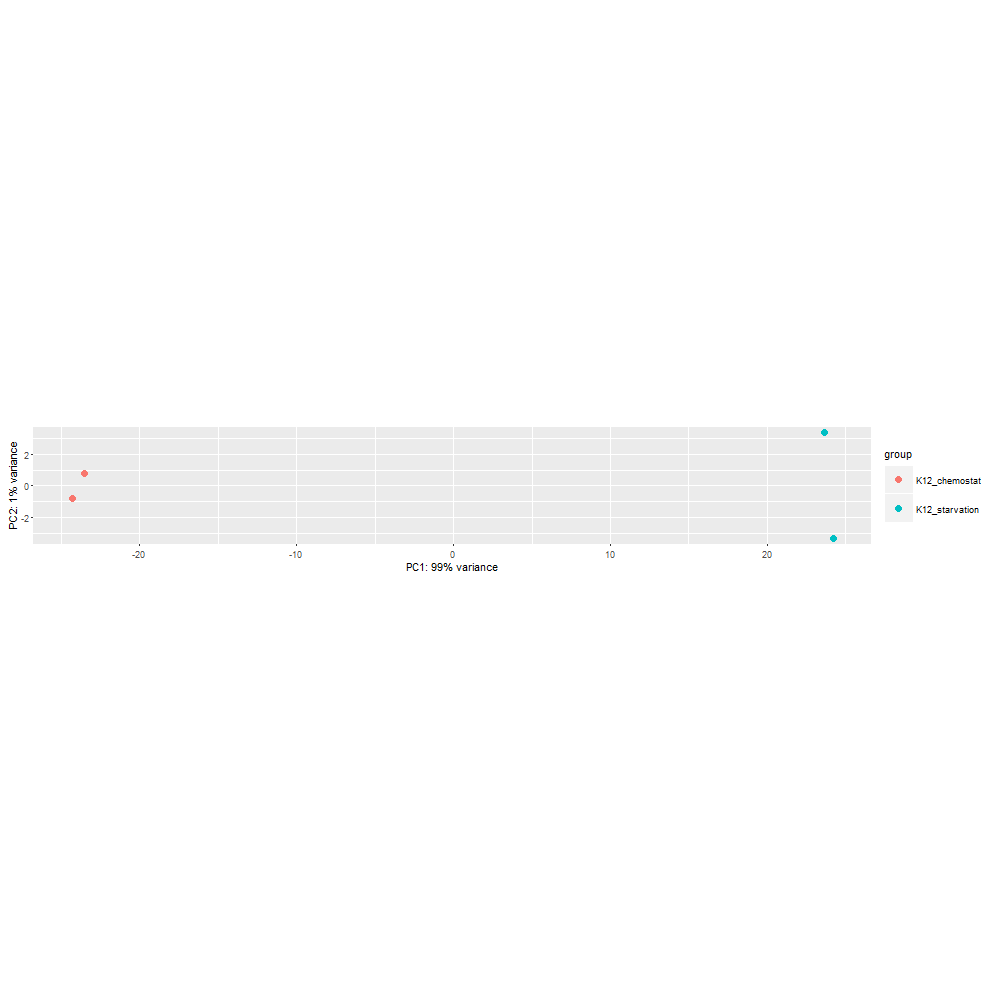 PC2: 1% variance
2
0
-2
-20
-10
0
10
20
PC1: 99% variance
group
K12_chemostat
K12_starvation